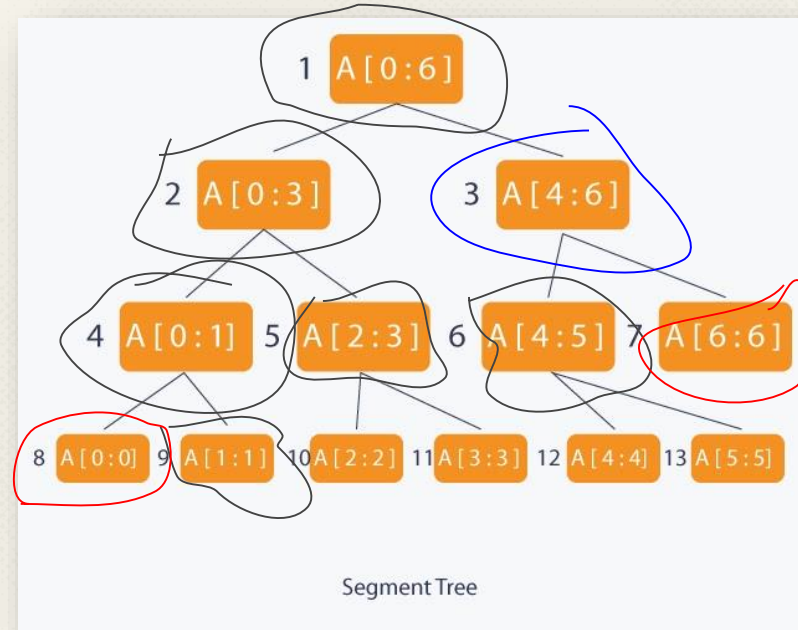 1 A[0:6]
2 A[0:3] 3 A[4:6]
4 A[0:1] 5 A[2:3] 6 A[4:5] 7 A[6:6]
8 A[0:0] 9 A[1:1] 10 A[2:2] 11 A[3:3] 12 A[4:4] 13 A[5:5]
Segment Tree